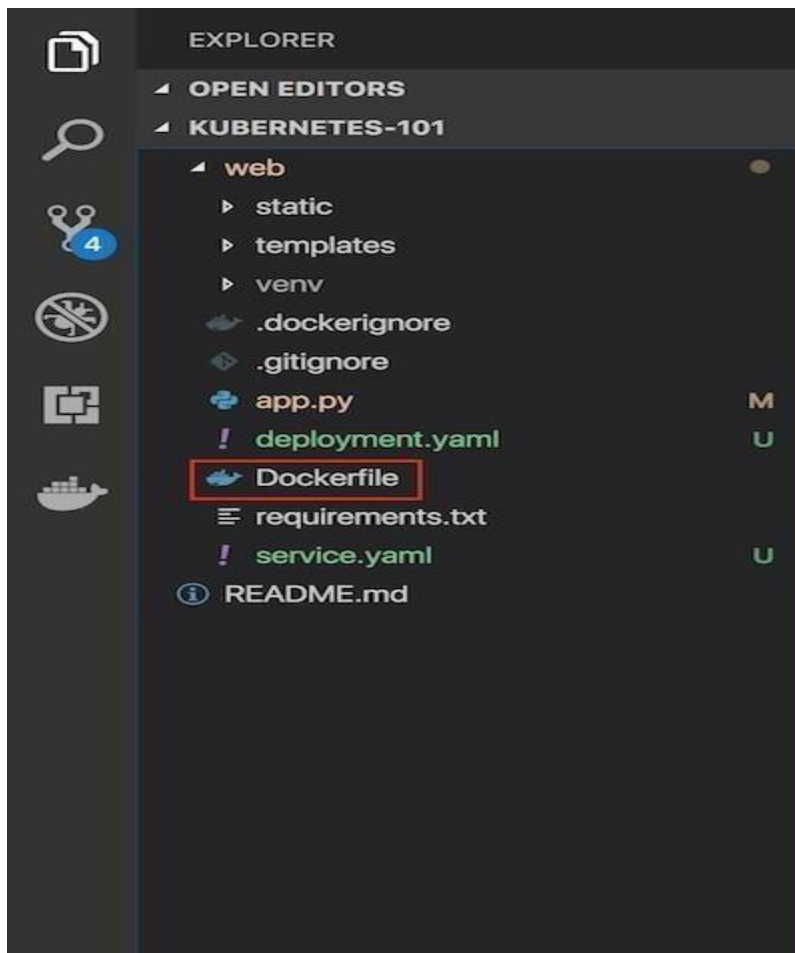 EXPLORER
OPEN EDITORS
KUBERNETES-101
web
static
templates
4
venv
.dockerignore
.gitignore
app.py M
deployment.yaml U
Dockerfile
requirements.txt
service.yaml U
README.md